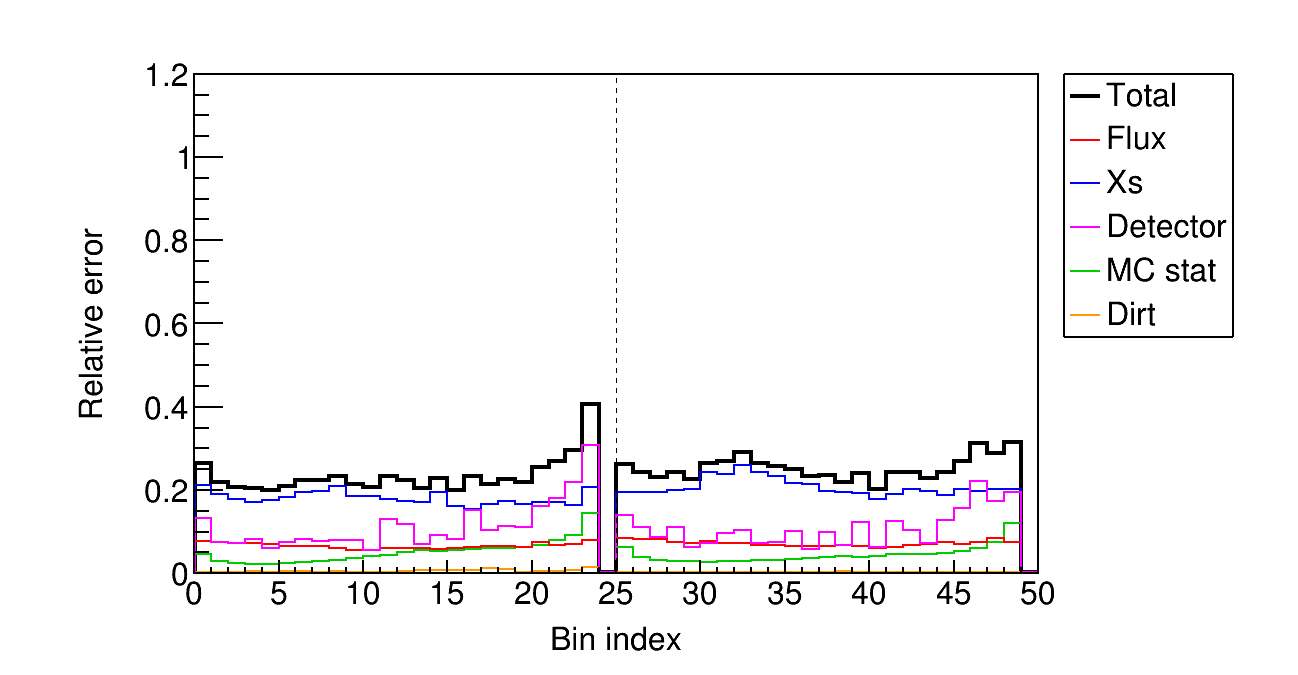 1.2
1
0.8
0.6
0.4
0.2
0
Relative error
0 5 10 15 20 25 30 35 40 45 50
Bin index
Total
Flux
Xs
Detector
MC stat
Dirt